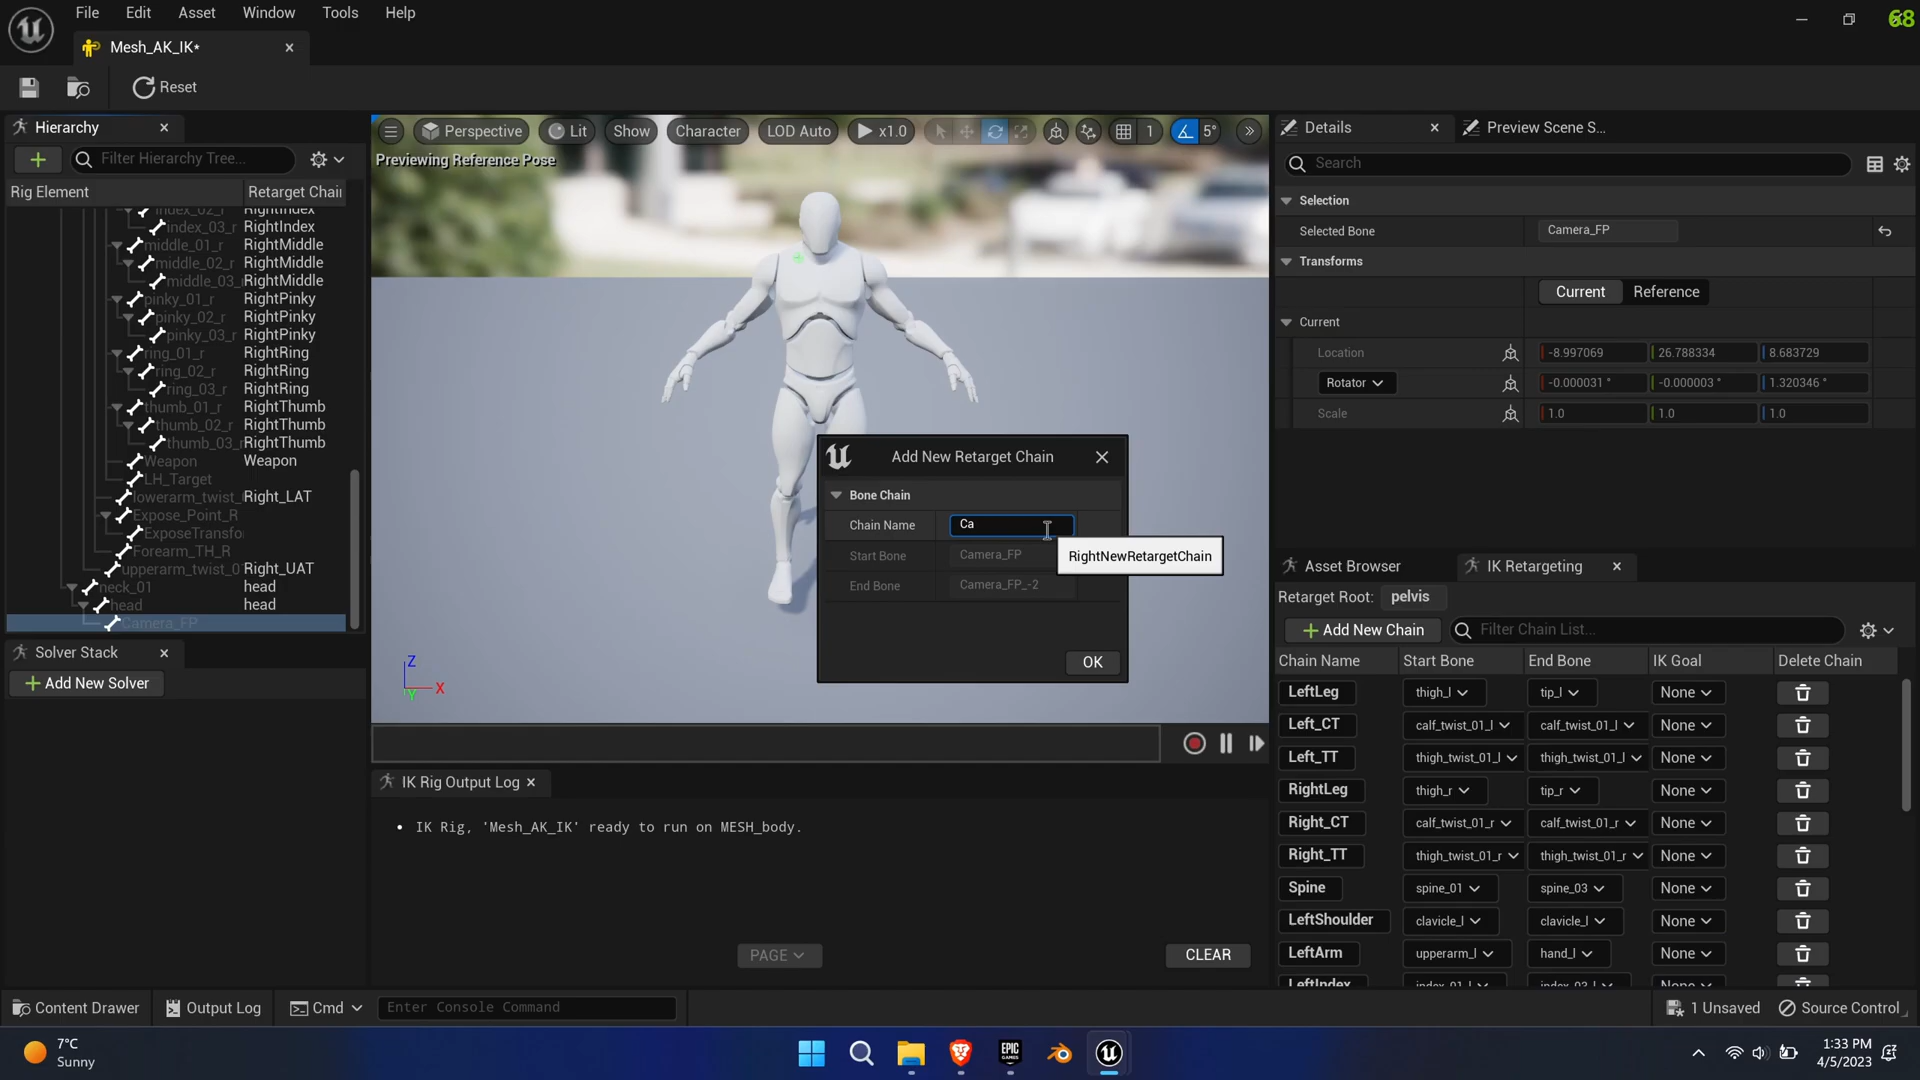 File Edit Asset Window Tools Help
68
Mesh_AK_IK*
Reset
Hierarchy
Filter Hierarchy Tree...
Rig Element Retarget Chai
index_02_r RightIndex
index_03_r RightIndex
middle_01_r RightMiddle
middle_02_r RightMiddle
middle_03_ RightMiddle
pinky_01_r RightPinky
pinky_02_r RightPinky
pinky_03_r RightPinky
ring_01_r RightRing
ring_02_r RightRing
ring_03_r RightRing
thumb_01_r RightThumb
thumb_02_r RightThumb
thumb_03_ RightThumb
Weapon Weapon
LH_Target
lowerarm_twist_ Right_LAT
Expose_Point_R
ExposeTransfo
Forearm_TH_R
upperarm_twist_0 Right_UAT
neck_01 head
head head
Camera_FP
Solver Stack
Add New Solver
Perspective Lit Show Character LOD Auto x1.0 1 5°
Previewing Reference Pose
Z
X
Y
Add New Retarget Chain
Bone Chain
Chain Name Ca
Start Bone Camera_FP
End Bone Camera_FP_-2
RightNewRetargetChain
OK
IK Rig Output Log
• IK Rig, 'Mesh_AK_IK' ready to run on MESH_body.
PAGE
CLEAR
Details Preview Scene S...
Search
Selection
Selected Bone Camera_FP
Transforms
Current Reference
Current
Location -8.997069 26.788334 8.683729
Rotator -0.000031 ° -0.000003 ° 1.320346 °
Scale 1.0 1.0 1.0
Asset Browser IK Retargeting
Retarget Root: pelvis
Add New Chain Filter Chain List...
Chain Name Start Bone End Bone IK Goal Delete Chain
LeftLeg thigh_l tip_l None
Left_CT calf_twist_01_l calf_twist_01_l None
Left_TT thigh_twist_01_l thigh_twist_01_l None
RightLeg thigh_r tip_r None
Right_CT calf_twist_01_r calf_twist_01_r None
Right_TT thigh_twist_01_r thigh_twist_01_r None
Spine spine_01 spine_03 None
LeftShoulder clavicle_l clavicle_l None
LeftArm upperarm_l hand_l None
LeftIndex index_01_l index_03_l None
Content Drawer Output Log Cmd Enter Console Command 1 Unsaved Source Control
7°C
Sunny
EPIC GAMES
1:33 PM
4/5/2023